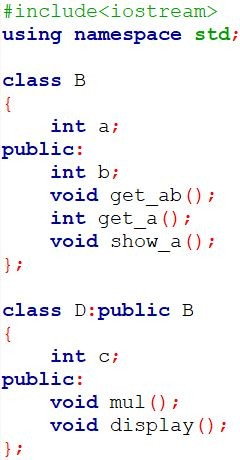 #include<iostream>
using namespace std;
class B
{
int a;
public:
int b;
void get_ab();
int get_a();
void show_a();
};
class D:public B
{
int c;
public:
void mul();
void display();
};